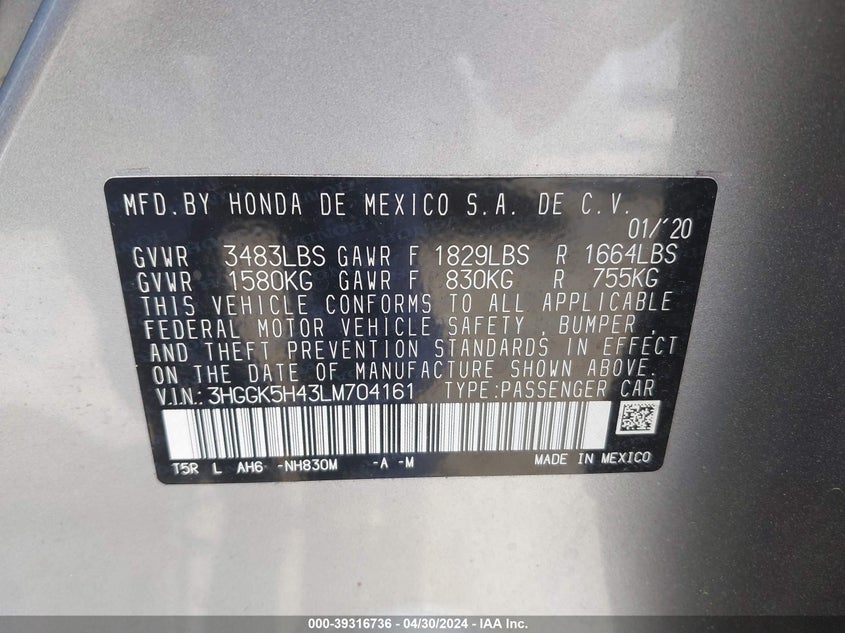 MFD.BY HONDA DE MEXICO S.A. DE C.V.
01/'20
GVWR 3483LBS GAWR F 1829LBS R 1664LBS
GVWR 1580KG GAWR F 830KG R 755KG
THIS VEHICLE CONFORMS TO ALL APPLICABLE
FEDERAL MOTOR VEHICLE SAFETY, BUMPER,
AND THEFT PREVENTION STANDARDS IN EFFECT
ON THE DATE OF MANUFACTURE SHOWN ABOVE.
V.I.N.: 3HGGK5H43LM704161 TYPE:PASSENGER CAR
T5R L AH6 -NH830M -A -M MADE IN MEXICO
000-39316736 - 04/30/2024 - IAA Inc.